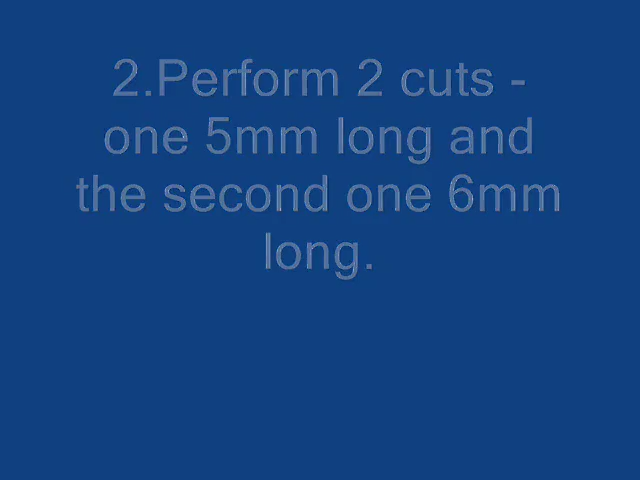 2.Perform 2 cuts -
one 5mm long and
the second one 6mm
long.